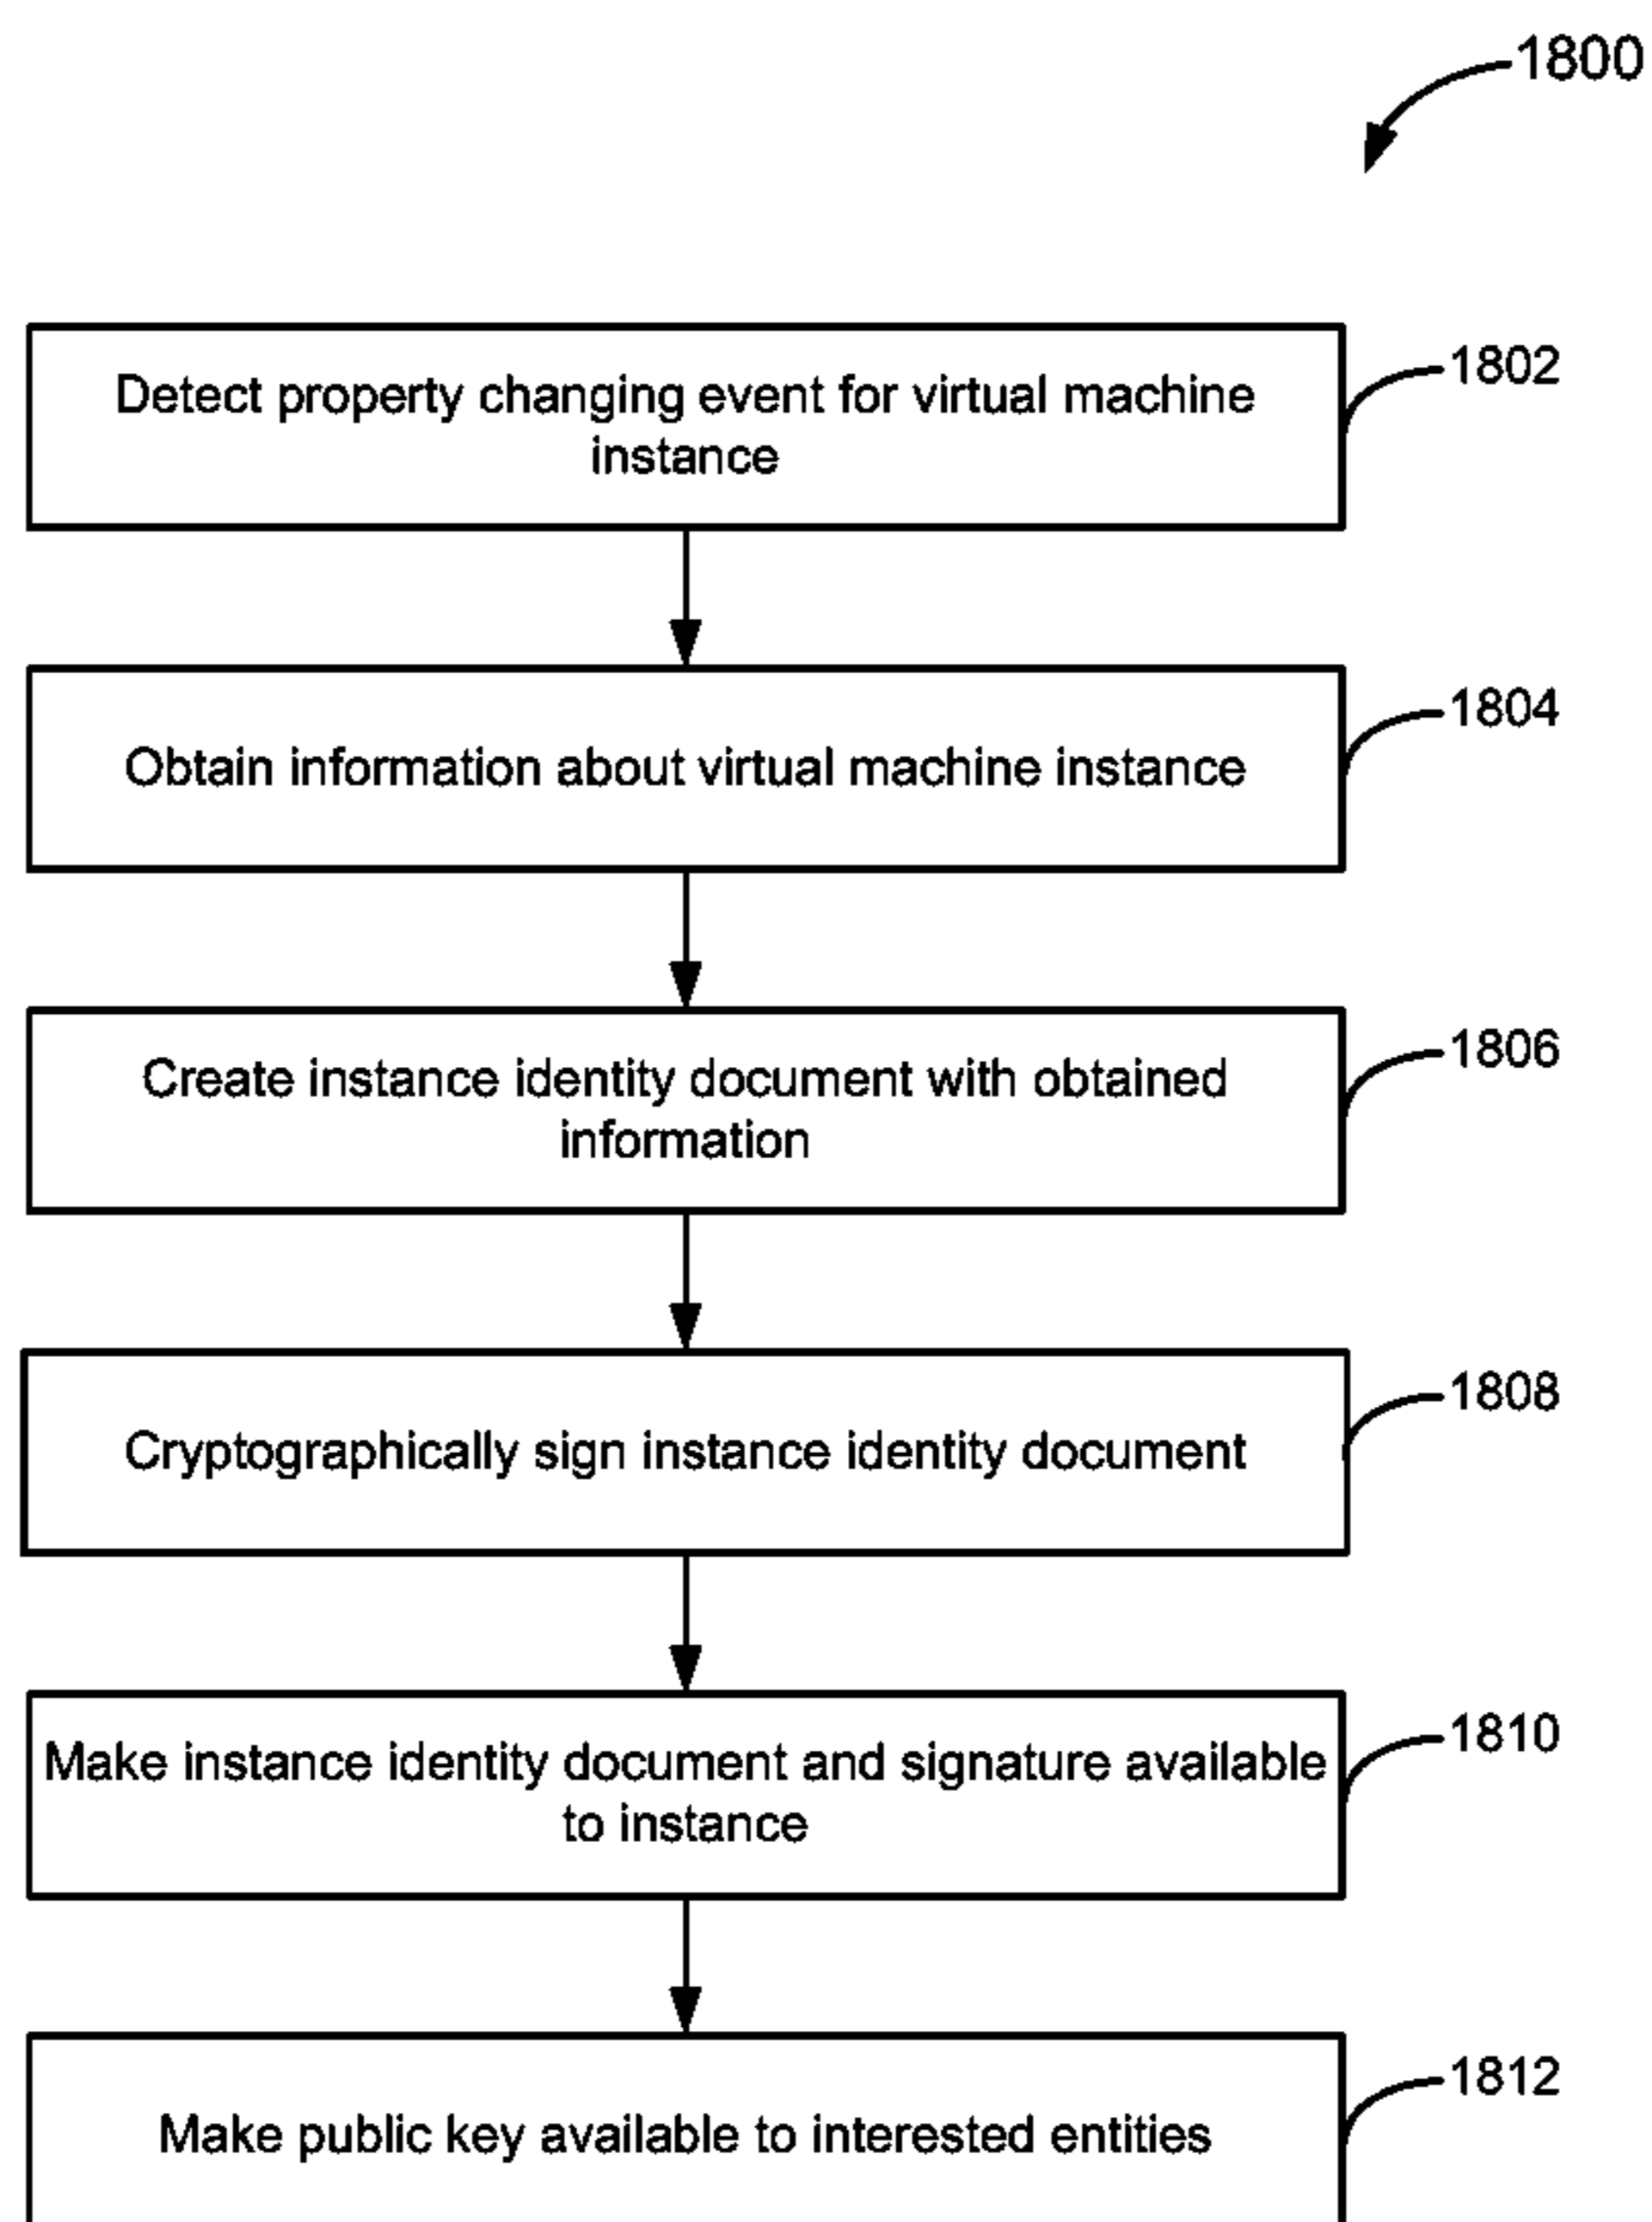 1800
Detect property changing event for virtual machine
instance
1802
Obtain information about virtual machine instance
1804
Create instance identity document with obtained
information
1806
Cryptographically sign instance identity document
1808
Make instance identity document and signature available
to instance
1810
Make public key available to interested entities
1812